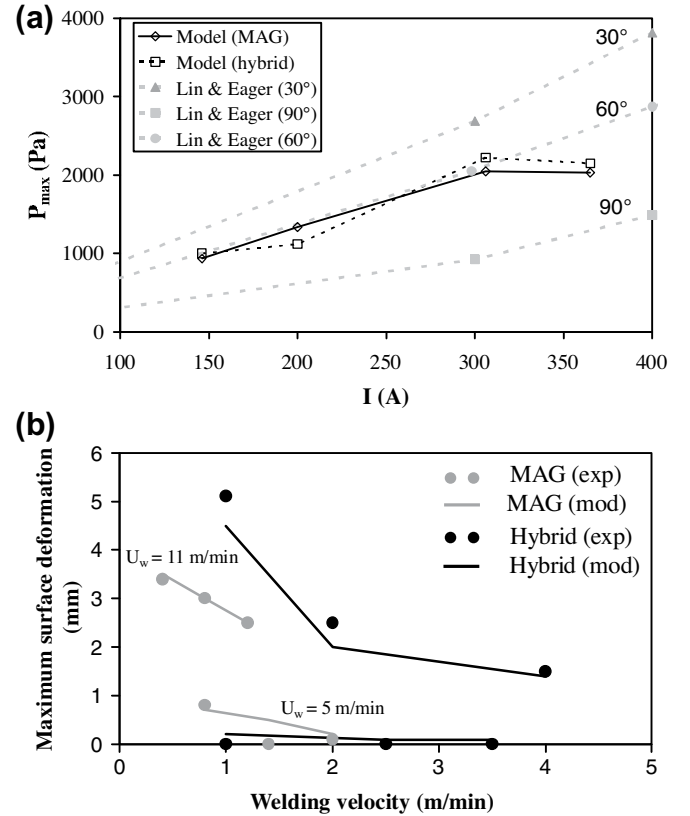 (a)
4000
3000
2000
1000
0
P_max (Pa)
Model (MAG)
Model (hybrid)
Lin & Eager (30°)
Lin & Eager (90°)
Lin & Eager (60°)
30°
60°
90°
100 150 200 250 300 350 400
I (A)
(b)
6
5
4
3
2
1
0
Maximum surface deformation
(mm)
MAG (exp)
MAG (mod)
Hybrid (exp)
Hybrid (mod)
U_w = 11 m/min
U_w = 5 m/min
0 1 2 3 4 5
Welding velocity (m/min)